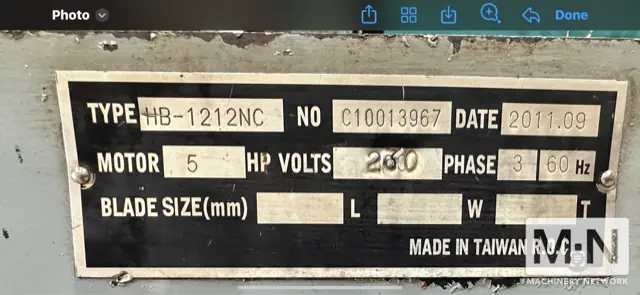 Photo
Done
TYPE HB-1212NC NO C10013967 DATE 2011.09
MOTOR 5 HP VOLTS 230 PHASE 3 60 Hz
BLADE SIZE(mm) L W T
MADE IN TAIWAN R.O.C
M·N
MACHINERY NETWORK